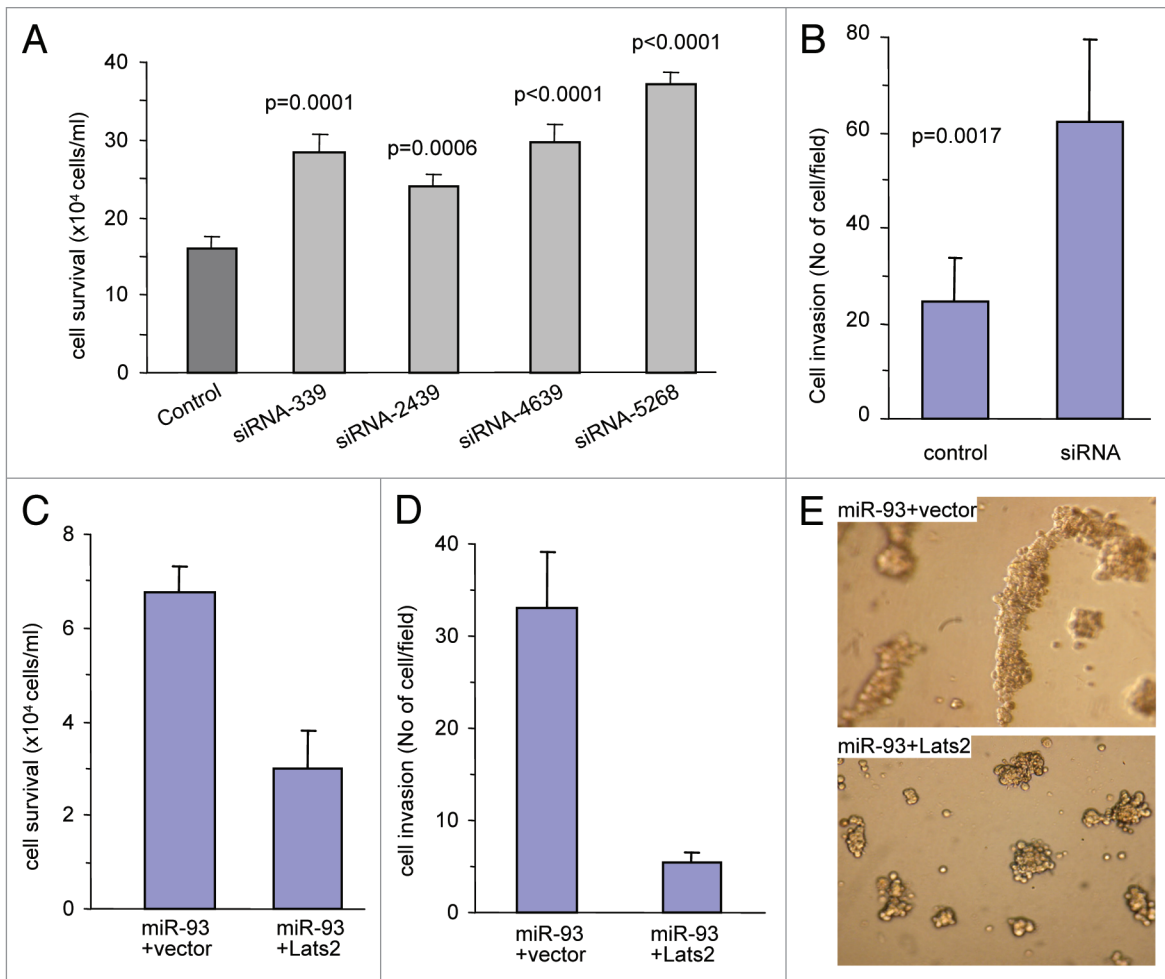 A
cell survival (x10⁴ cells/ml)
40
30
20
10
0
p=0.0001
p=0.0006
p<0.0001
p<0.0001
Control
siRNA-339
siRNA-2439
siRNA-4639
siRNA-5268
B
Cell invasion (No of cell/field)
80
60
40
20
0
p=0.0017
control
siRNA
C
cell survival (x10⁴ cells/ml)
8
6
4
2
0
miR-93
+vector
miR-93
+Lats2
D
cell invasion (No of cell/field)
40
30
20
10
0
miR-93
+vector
miR-93
+Lats2
E
miR-93+vector
miR-93+Lats2